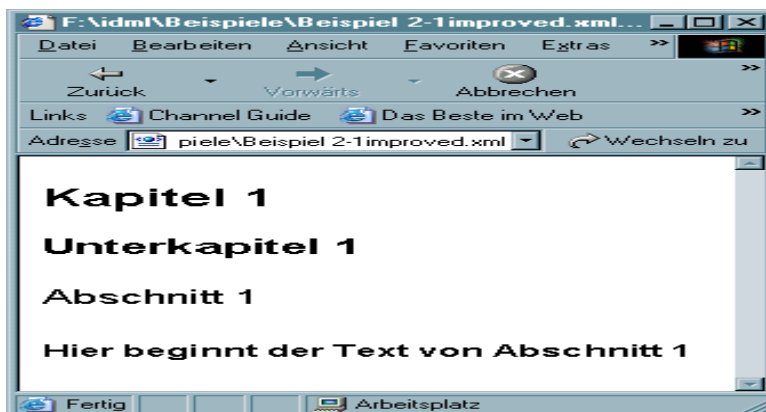 F:\idml\Beispiele\Beispiel 2-1improved.xml...
Datei Bearbeiten Ansicht Favoriten Extras »
Zurück Vorwärts Abbrechen »
Links Channel Guide Das Beste im Web »
Adresse piele\Beispiel 2-1improved.xml Wechseln zu
Kapitel 1
Unterkapitel 1
Abschnitt 1
Hier beginnt der Text von Abschnitt 1
Fertig Arbeitsplatz